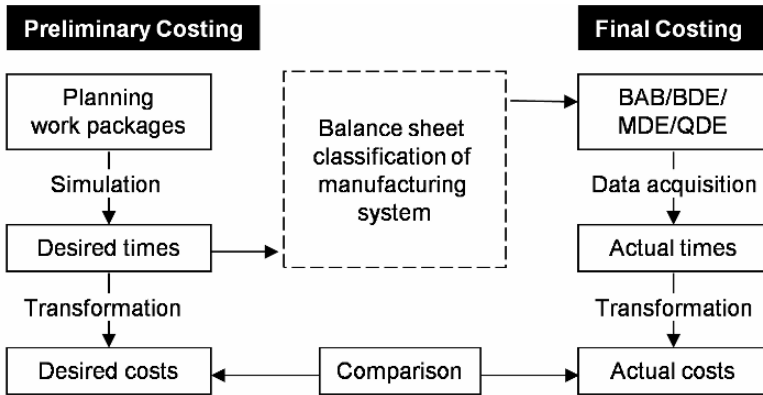 Preliminary Costing
Final Costing
Planning
work packages
Balance sheet
classification of
manufacturing
system
BAB/BDE/
MDE/QDE
Simulation
Data acquisition
Desired times
Actual times
Transformation
Transformation
Desired costs
Comparison
Actual costs